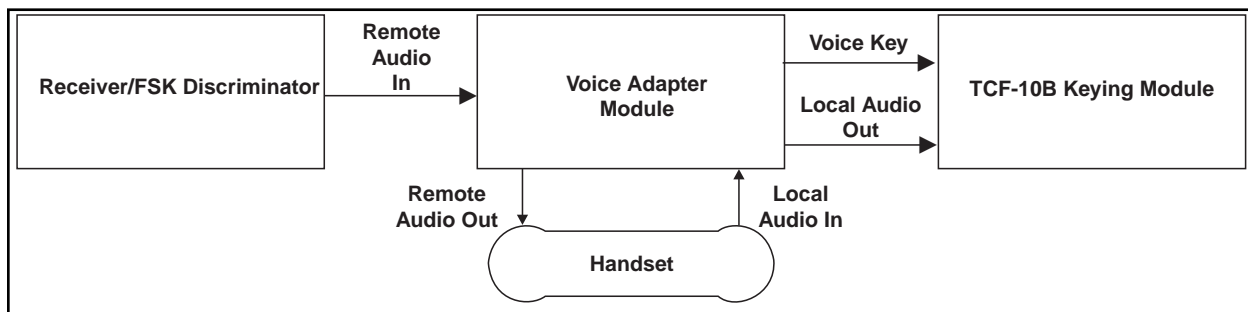 Receiver/FSK Discriminator
Remote
Audio
In
Voice Adapter
Module
Voice Key
Local Audio
Out
TCF-10B Keying Module
Remote
Audio Out
Local
Audio In
Handset